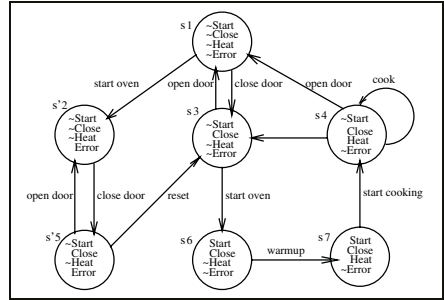 s1
~Start
~Close
~Heat
~Error
start oven
open door
close door
open door
cook
s'2
~Start
~Close
~Heat
Error
s3
~Start
Close
~Heat
~Error
s4
~Start
Close
Heat
~Error
open door
close door
reset
start oven
start cooking
s'5
~Start
Close
~Heat
Error
s6
Start
Close
~Heat
~Error
warmup
s7
Start
Close
Heat
~Error